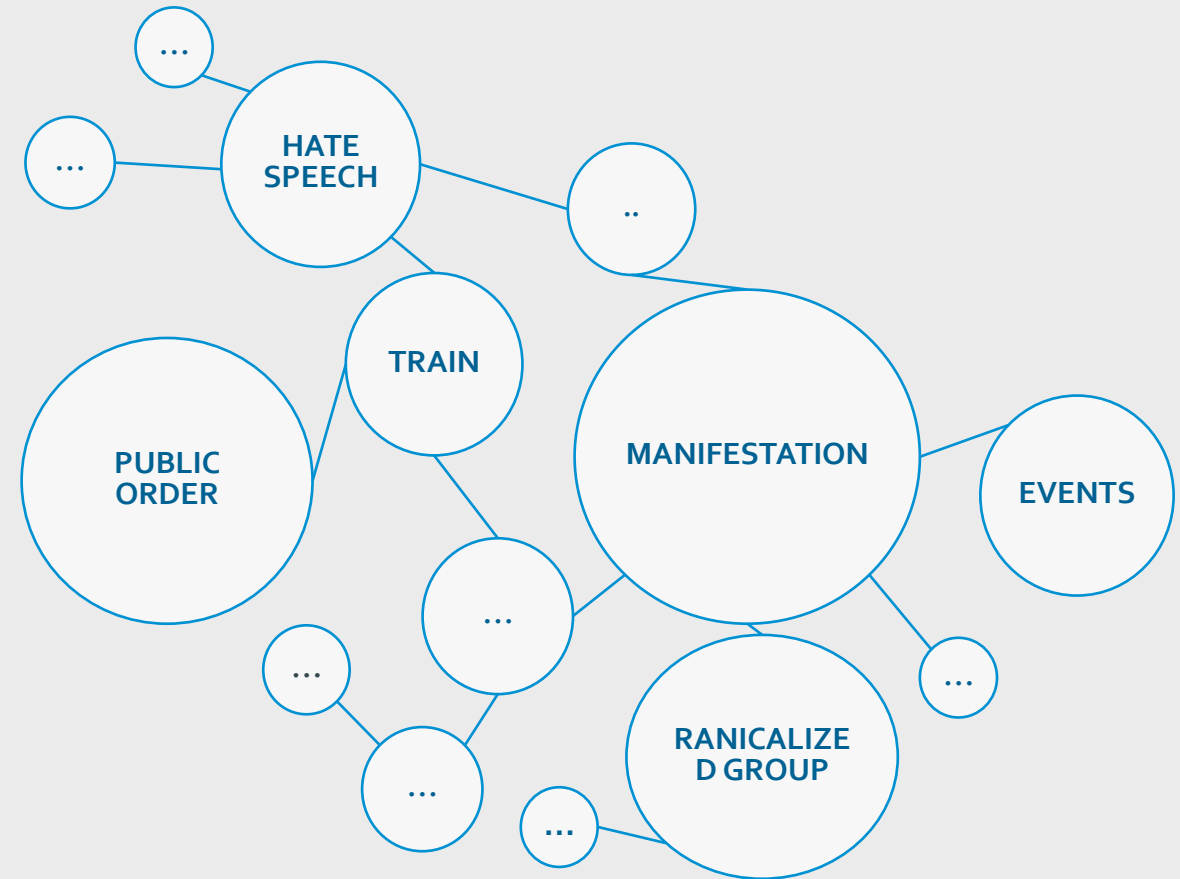 ...
HATE
SPEECH
...
..
TRAIN
MANIFESTATION
PUBLIC
ORDER
EVENTS
...
...
...
RANICALIZE
D GROUP
...
...